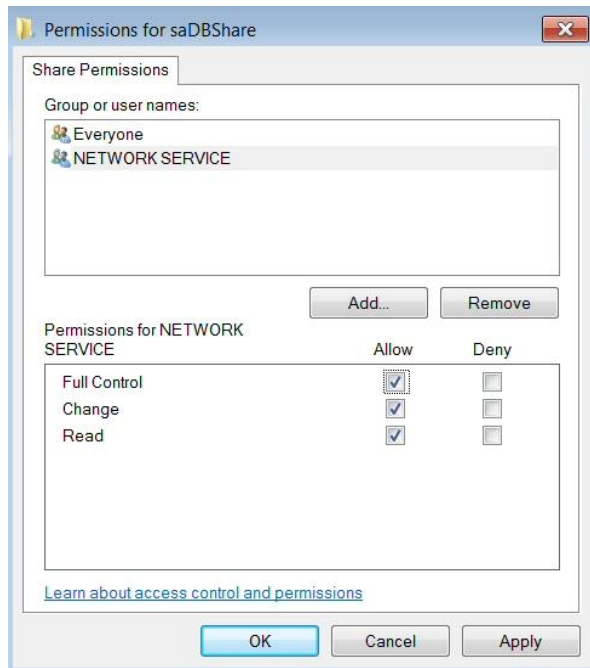 Permissions for saDBShare
Share Permissions
Group or user names:
Everyone
NETWORK SERVICE
Add...
Remove
Permissions for NETWORK
SERVICE
Allow
Deny
Full Control
Change
Read
Learn about access control and permissions
OK
Cancel
Apply